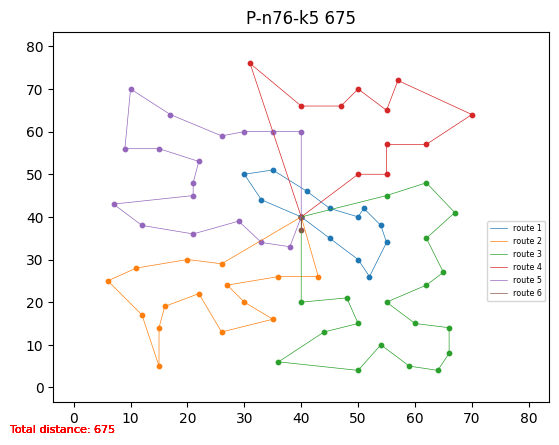 P-n76-k5 675
80
70
60
50
40
30
20
10
0
0 10 20 30 40 50 60 70 80
route 1
route 2
route 3
route 4
route 5
route 6
Total distance: 675